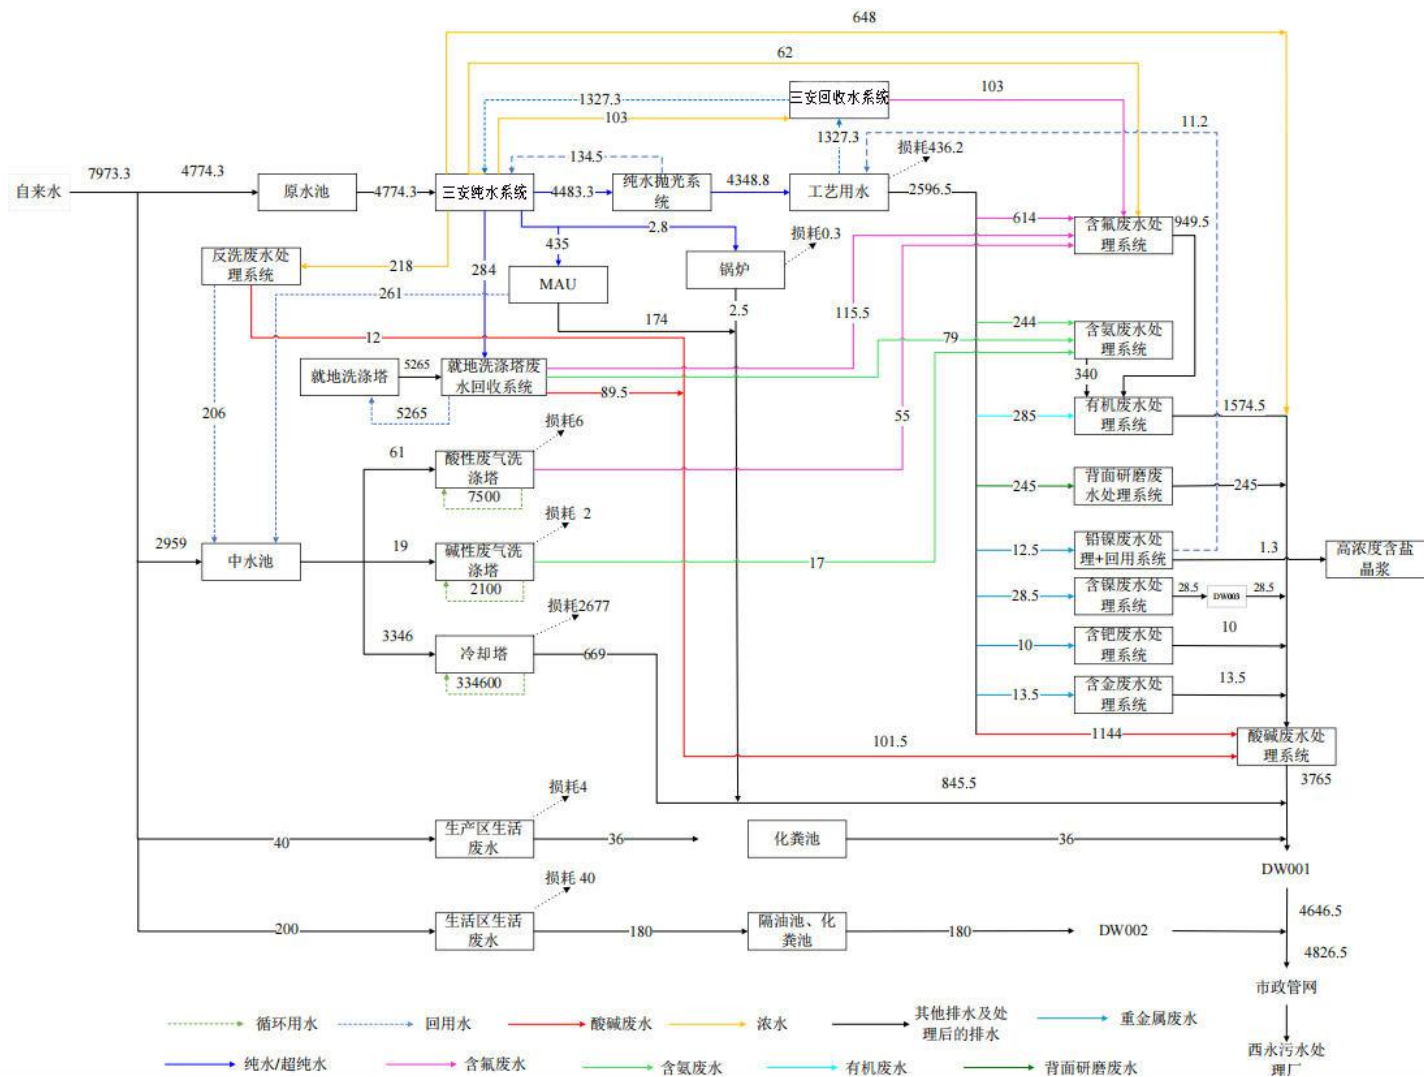 648
62
三安回收水系统
103
1327.3
103
11.2
1327.3
134.5
损耗436.2
7973.3
4774.3
自来水
原水池
4774.3
三安纯水系统
4483.3
纯水抛光系
统
4348.8
工艺用水
2596.5
614
含氟废水处
理系统
949.5
反洗废水处
理系统
218
284
435
2.8
锅炉
损耗0.3
MAU
261
174
2.5
115.5
12
244
含氨废水处
理系统
79
340
就地洗涤塔
5265
就地洗涤塔废
水回收系统
89.5
5265
206
55
285
有机废水处
理系统
1574.5
损耗6
61
酸性废气洗
涤塔
7500
245
背面研磨废
水处理系统
245
2959
中水池
损耗 2
19
碱性废气洗
涤塔
2100
17
12.5
铅镍废水处
理+回用系统
1.3
高浓度含盐
晶浆
28.5
含镍废水处
理系统
28.5
DW003
28.5
损耗2677
3346
冷却塔
669
334600
10
含钯废水处
理系统
10
13.5
含金废水处
理系统
13.5
1144
101.5
酸碱废水处
理系统
3765
845.5
损耗4
40
生产区生活
废水
36
化粪池
36
DW001
损耗 40
200
生活区生活
废水
180
隔油池、化
粪池
180
DW002
4646.5
4826.5
市政管网
西永污水处
理厂
循环用水
回用水
酸碱废水
浓水
其他排水及处
理后的排水
重金属废水
纯水/超纯水
含氟废水
含氨废水
有机废水
背面研磨废水